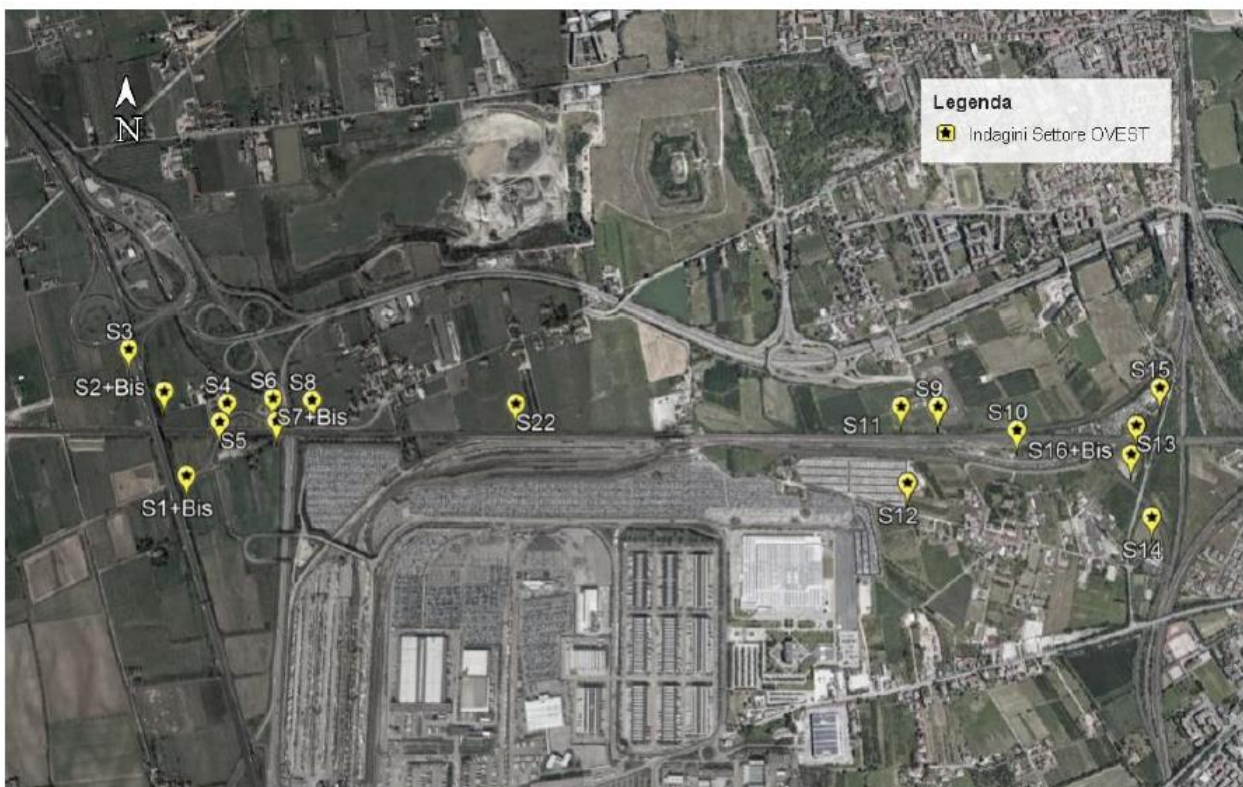 N
Legenda
Indagini Settore OVEST
S3
S2+Bis
S4
S6
S8
S15
S5
S7+Bis
S22
S11
S9
S10
S16+Bis
S13
S1+Bis
S12
S14